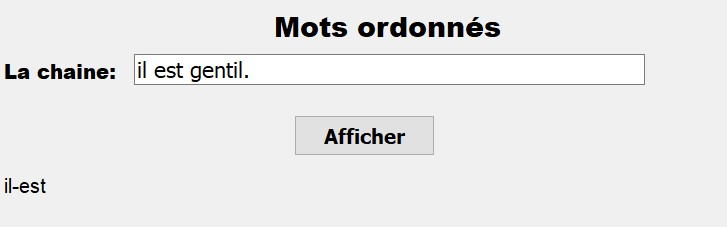 Mots ordonnés
La chaine: il est gentil.
Afficher
il-est